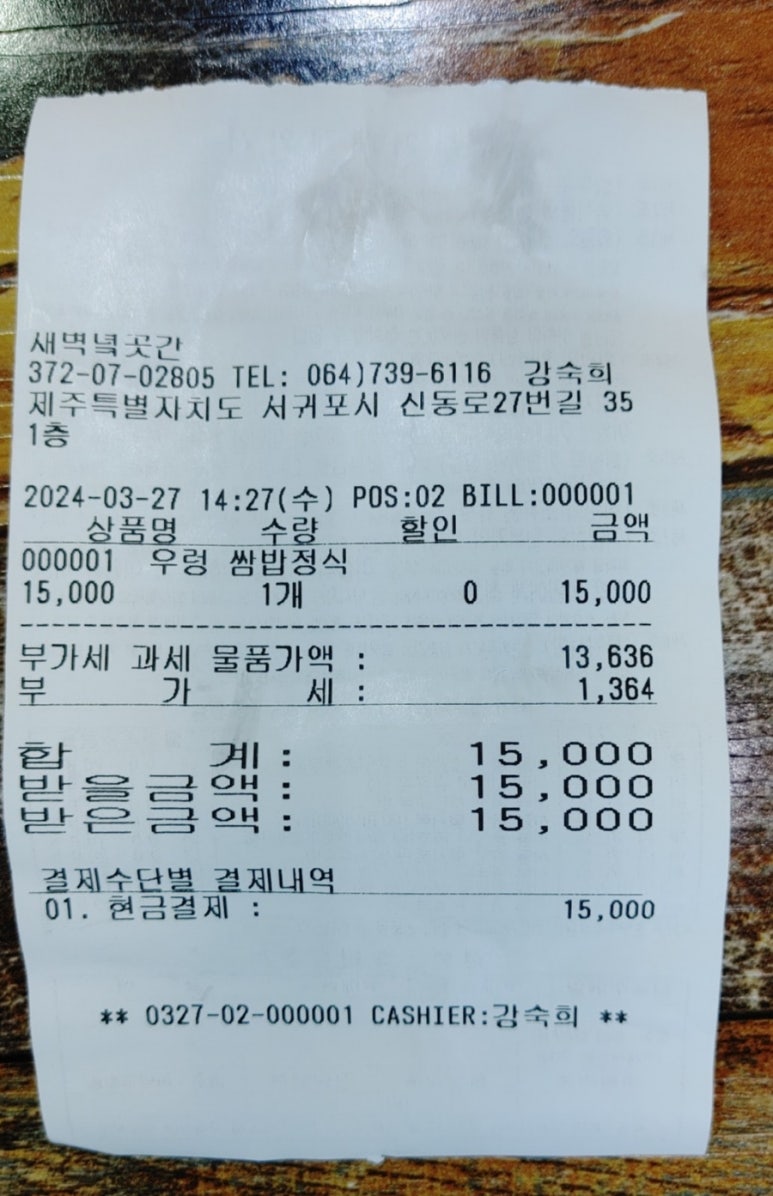 새벽녘곳간
372-07-02805 TEL: 064)739-6116 강숙희
제주특별자치도 서귀포시 신동로27번길 35
1층
2024-03-27 14:27(수) POS:02 BILL:000001
상품명 수량 할인 금액
000001 우렁 쌈밥정식
15,000 1개 0 15,000
부가세 과세 물품가액 : 13,636
부 가 세 : 1,364
합 계 : 15,000
받을금액 : 15,000
받은금액 : 15,000
결제수단별 결제내역
01. 현금결제 : 15,000
** 0327-02-000001 CASHIER:강숙희 **